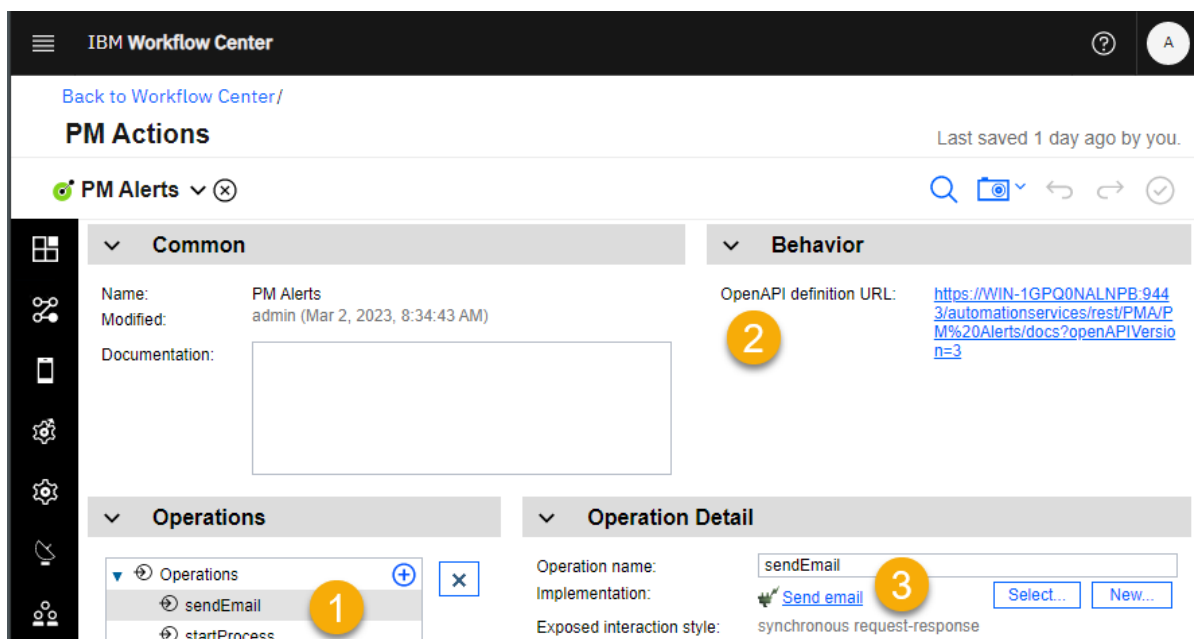 IBM Workflow Center
A
Back to Workflow Center/
PM Actions
Last saved 1 day ago by you.
PM Alerts
Common
Behavior
Name:
PM Alerts
Modified:
admin (Mar 2, 2023, 8:34:43 AM)
Documentation:
OpenAPI definition URL:
https://WIN-1GPQ0NALNPB:944
3/automationservices/rest/PMA/P
M%20Alerts/docs?openAPIVersio
n=3
2
Operations
Operation Detail
Operations
sendEmail
1
startProcess
Operation name:
sendEmail
Implementation:
Send email
3
Select...
New...
Exposed interaction style:
synchronous request-response